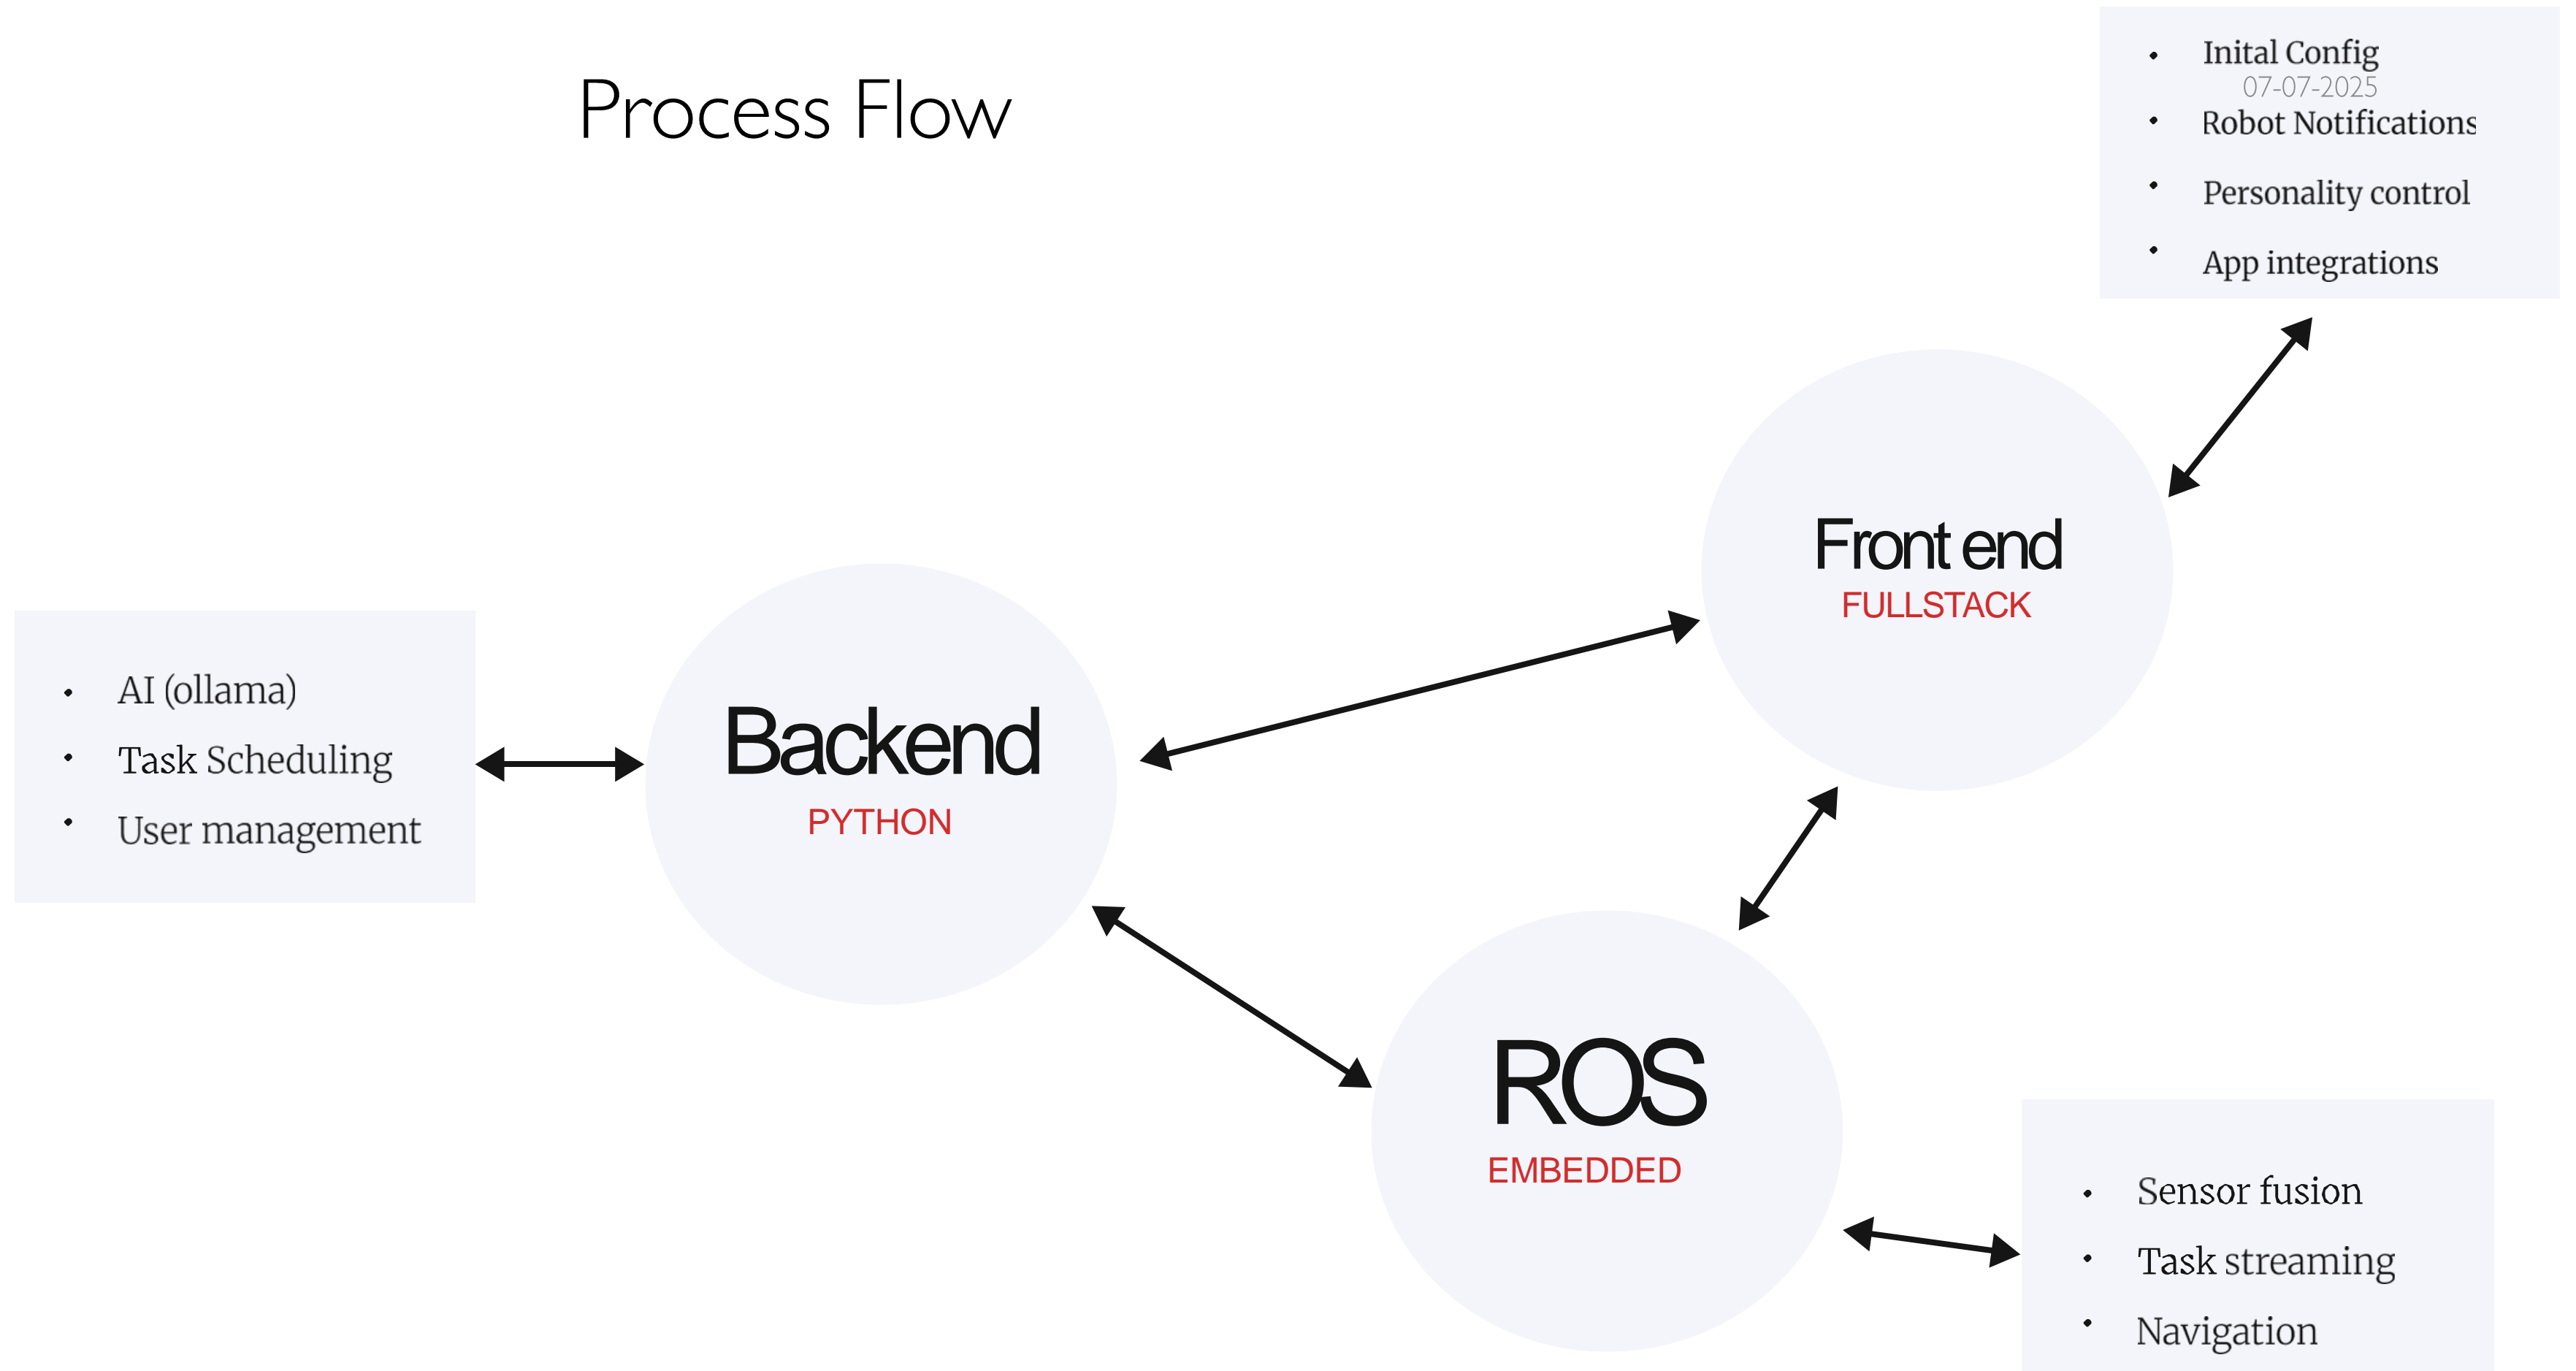 Process Flow
Inital Config
07-07-2025
Robot Notifications
Personality control
App integrations
Front end
FULLSTACK
AI (ollama)
Task Scheduling
User management
Backend
PYTHON
ROS
EMBEDDED
Sensor fusion
Task streaming
Navigation